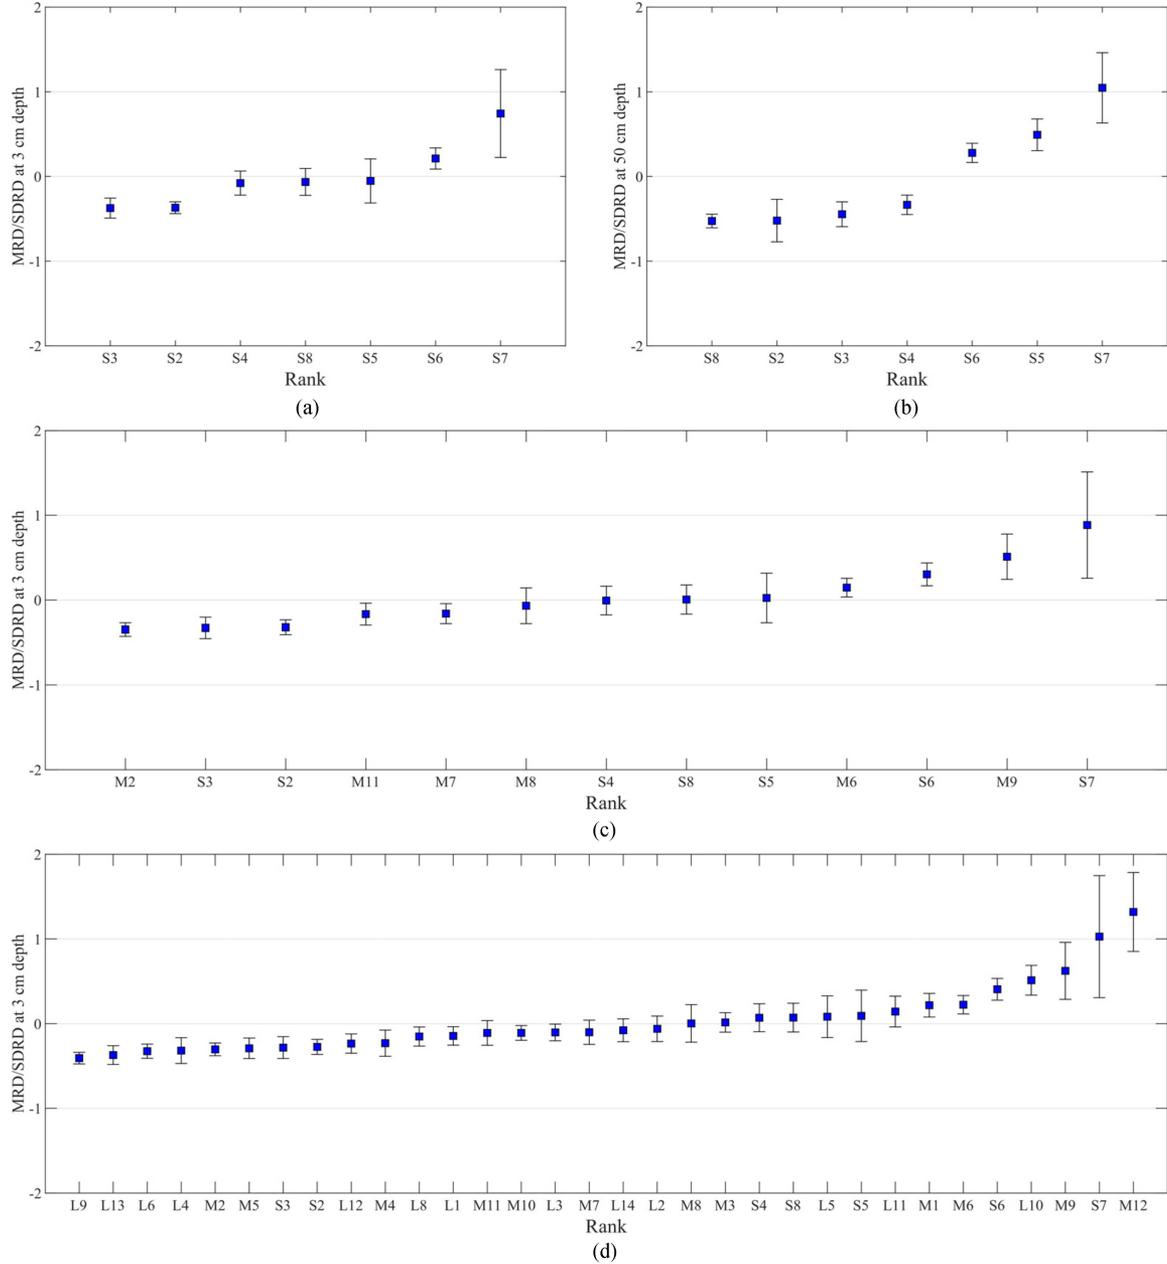 2
1
0
-1
-2
MRD/SDRD at 3 cm depth
S3 S2 S4 S8 S5 S6 S7
Rank
(a)
2
1
0
-1
-2
MRD/SDRD at 50 cm depth
S8 S2 S3 S4 S6 S5 S7
Rank
(b)
2
1
0
-1
-2
MRD/SDRD at 3 cm depth
M2 S3 S2 M11 M7 M8 S4 S8 S5 M6 S6 M9 S7
Rank
(c)
2
1
0
-1
-2
MRD/SDRD at 3 cm depth
L9 L13 L6 L4 M2 M5 S3 S2 L12 M4 L8 L1 M11 M10 L3 M7 L14 L2 M8 M3 S4 S8 L5 S5 L11 M1 M6 S6 L10 M9 S7 M12
Rank
(d)